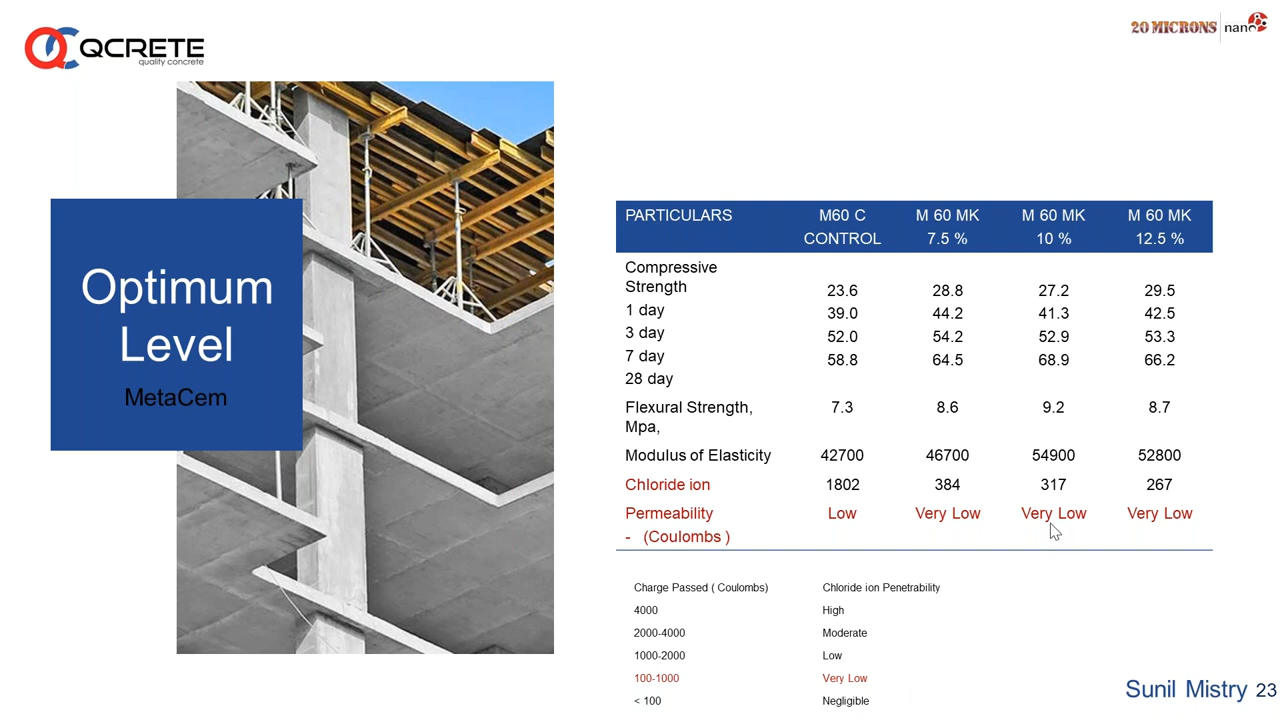 QCRETE
quality concrete
20 MICRONS nano
Optimum
Level
MetaCem
PARTICULARS M60 C M 60 MK M 60 MK M 60 MK
CONTROL 7.5 % 10 % 12.5 %
Compressive
Strength 23.6 28.8 27.2 29.5
1 day 39.0 44.2 41.3 42.5
3 day 52.0 54.2 52.9 53.3
7 day 58.8 64.5 68.9 66.2
28 day
Flexural Strength, 7.3 8.6 9.2 8.7
Mpa,
Modulus of Elasticity 42700 46700 54900 52800
Chloride ion 1802 384 317 267
Permeability Low Very Low Very Low Very Low
- (Coulombs )
Charge Passed ( Coulombs) Chloride ion Penetrability
4000 High
2000-4000 Moderate
1000-2000 Low
100-1000 Very Low
< 100 Negligible
Sunil Mistry 23